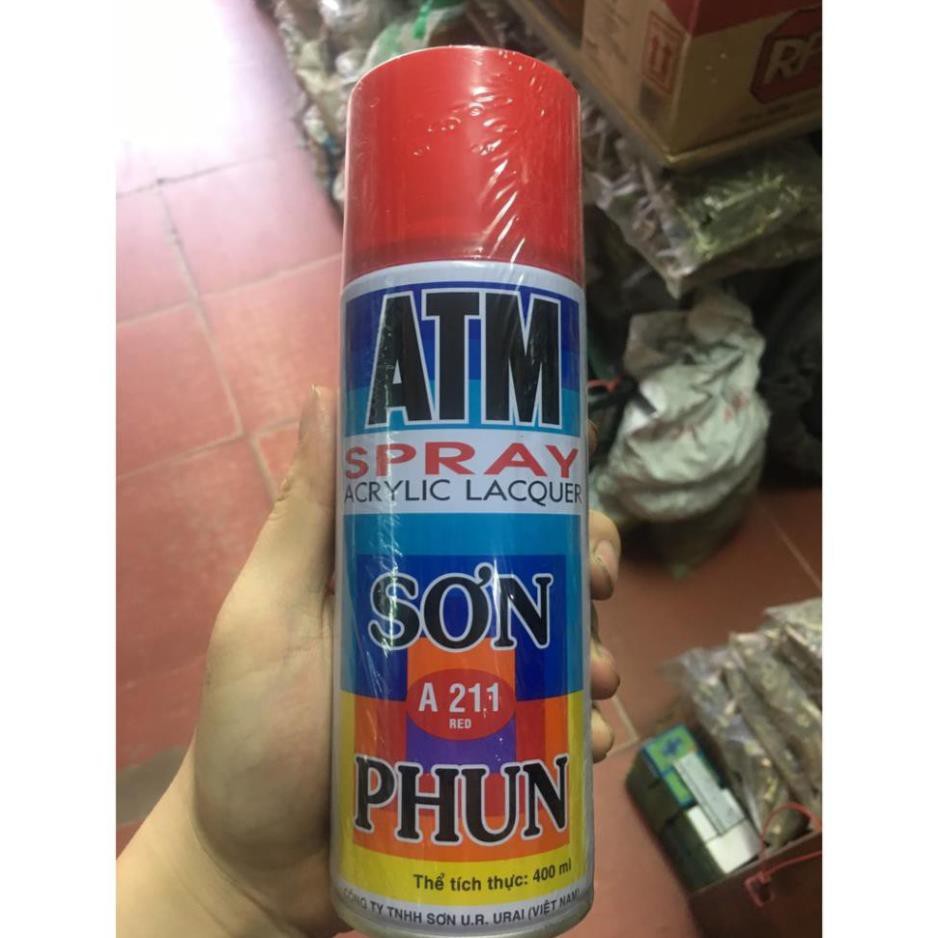 ATM
SPRAY
ACRYLIC LACQUER
SƠN
A 211
RED
PHUN
Thể tích thực: 400 ml
CÔNG TY TNHH SƠN U.R. URAI (VIỆT NAM)